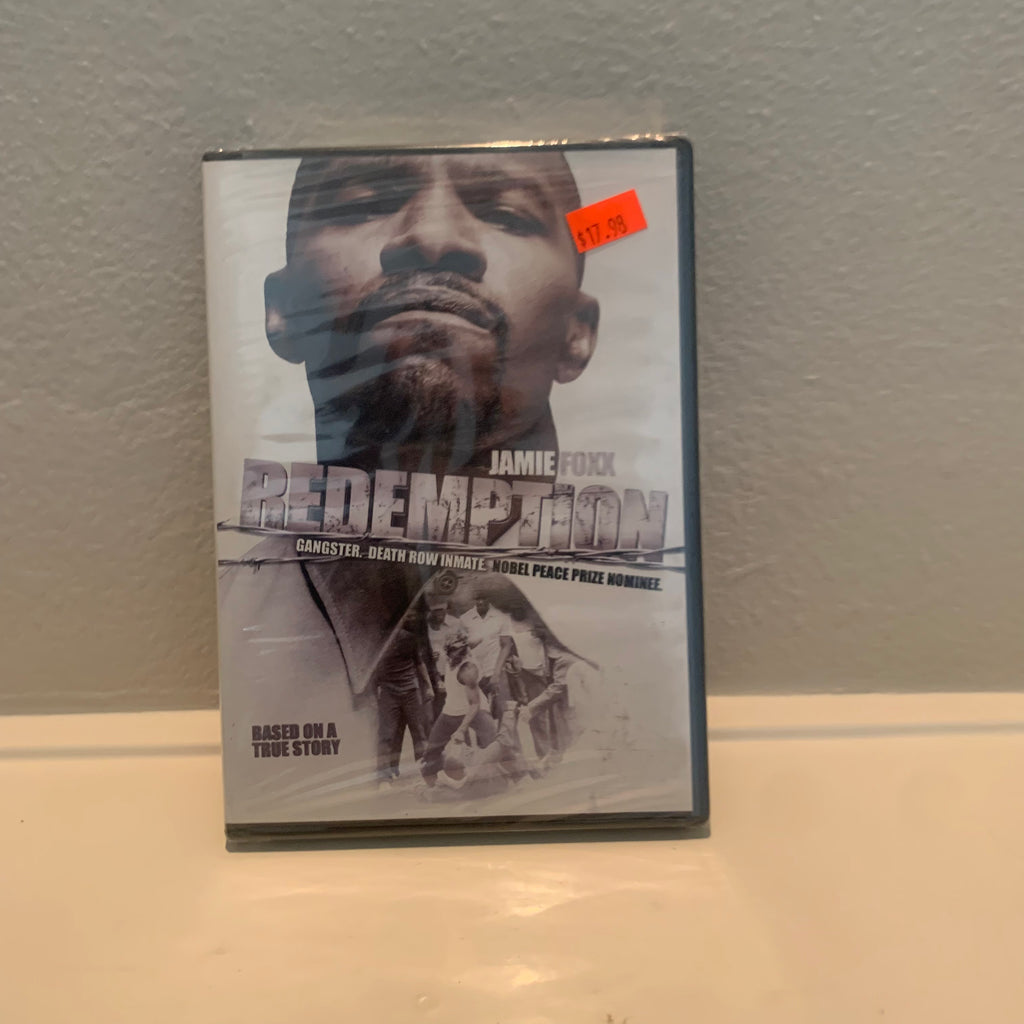 $17.98
JAMIE FOXX
REDEMPTION
GANGSTER. DEATH ROW INMATE. NOBEL PEACE PRIZE NOMINEE.
BASED ON A
TRUE STORY